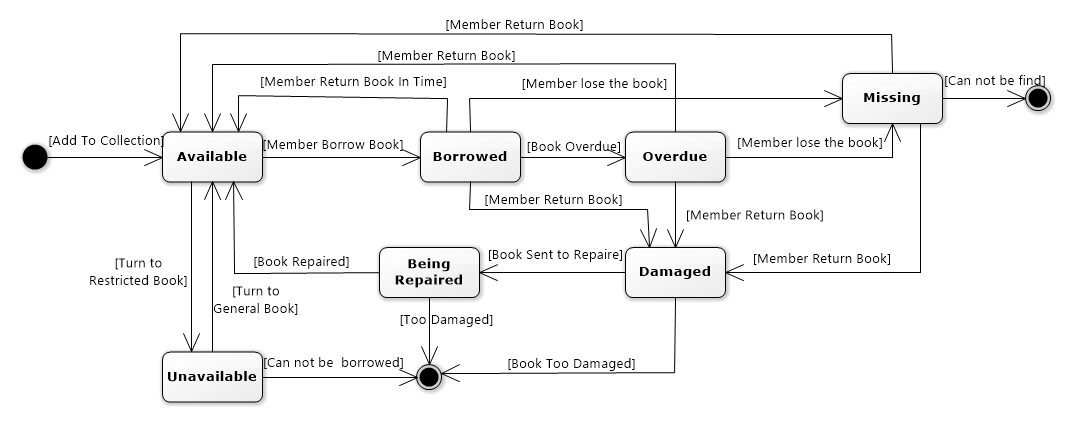 [Member Return Book]
[Member Return Book]
[Member Return Book In Time]
[Member lose the book]
[Can not be find]
Missing
[Add To Collection]
Available
[Member Borrow Book]
Borrowed
[Book Overdue]
Overdue
[Member lose the book]
[Member Return Book]
[Member Return Book]
[Turn to
Restricted Book]
[Book Repaired]
Being
Repaired
[Book Sent to Repaire]
Damaged
[Member Return Book]
[Turn to
General Book]
[Too Damaged]
Unavailable
[Can not be  borrowed]
[Book Too Damaged]